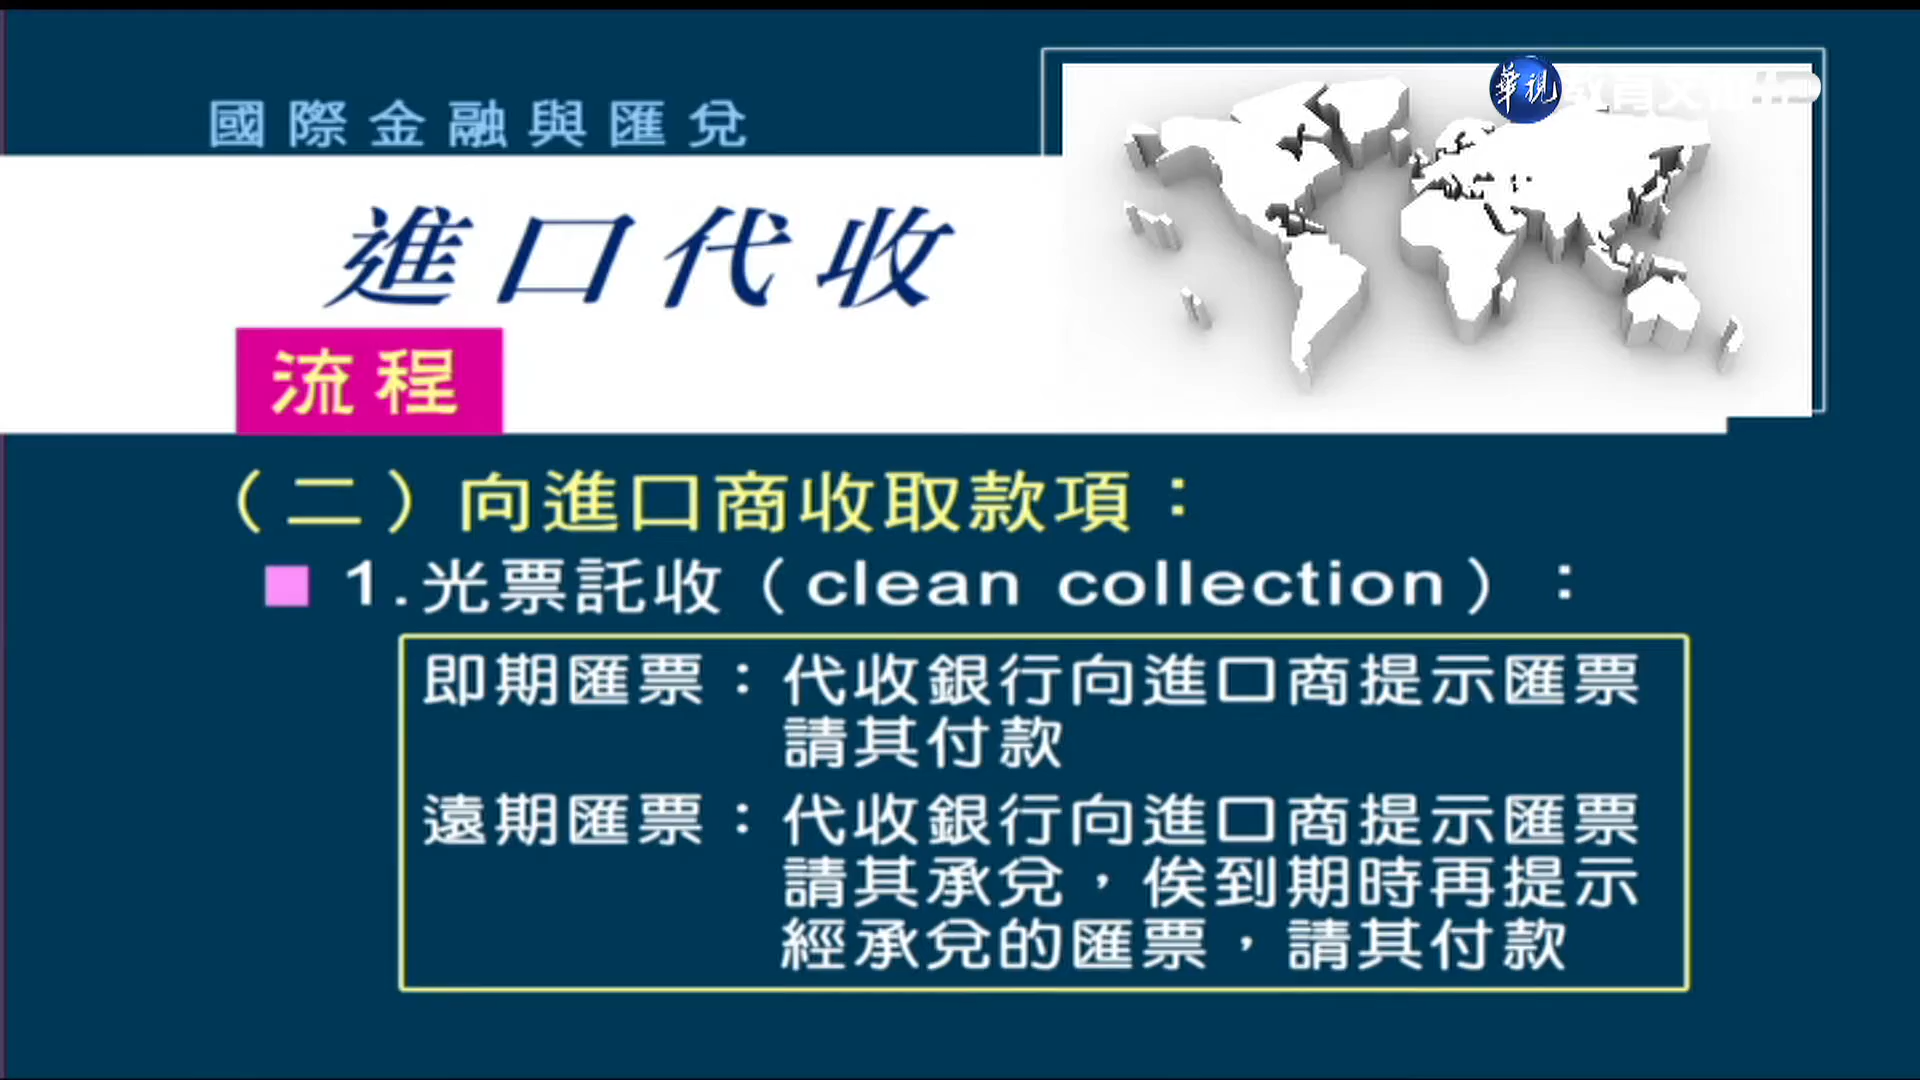 國際金融與匯兌
華視 教育文
進口代收
流程
（二）向進口商收取款項：
1.光票託收（clean collection）：
即期匯票：代收銀行向進口商提示匯票
請其付款
遠期匯票：代收銀行向進口商提示匯票
請其承兌，俟到期時再提示
經承兌的匯票，請其付款